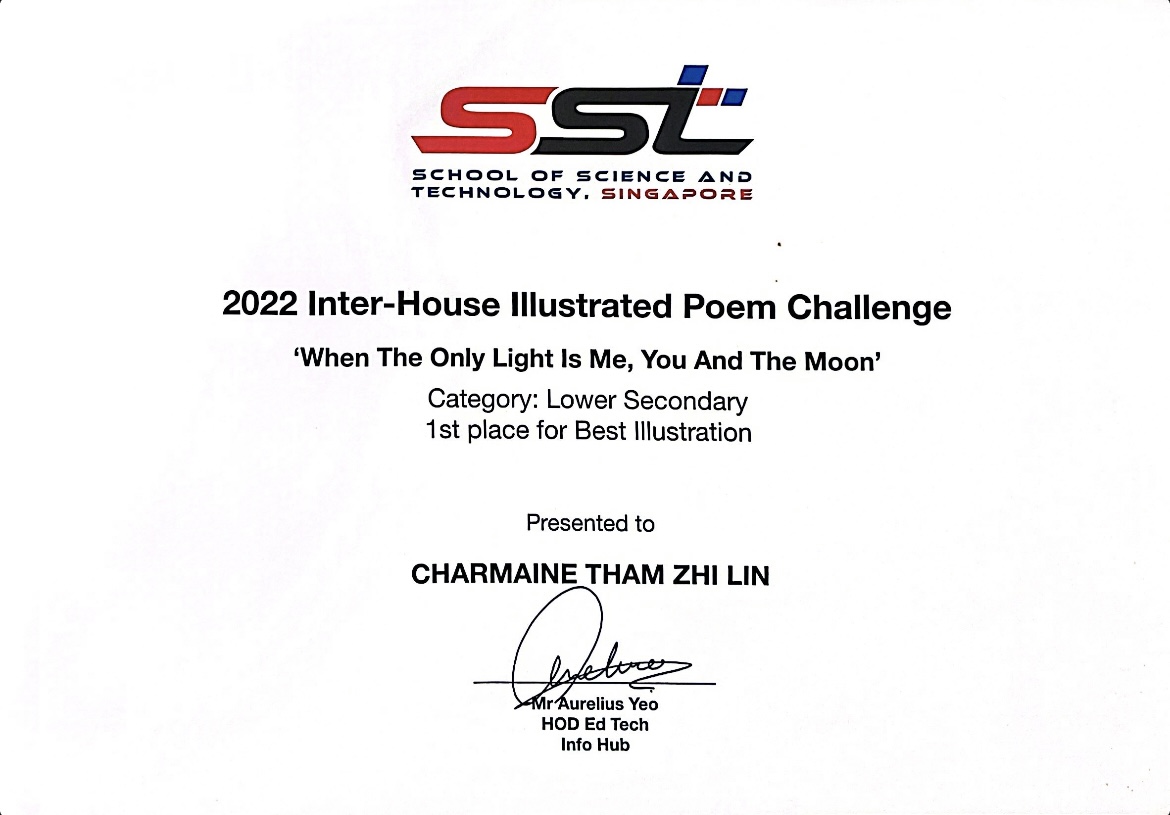 SST
SCHOOL OF SCIENCE AND
TECHNOLOGY, SINGAPORE
2022 Inter-House Illustrated Poem Challenge
‘When The Only Light Is Me, You And The Moon’
Category: Lower Secondary
1st place for Best Illustration
Presented to
CHARMAINE THAM ZHI LIN
Mr Aurelius Yeo
HOD Ed Tech
Info Hub